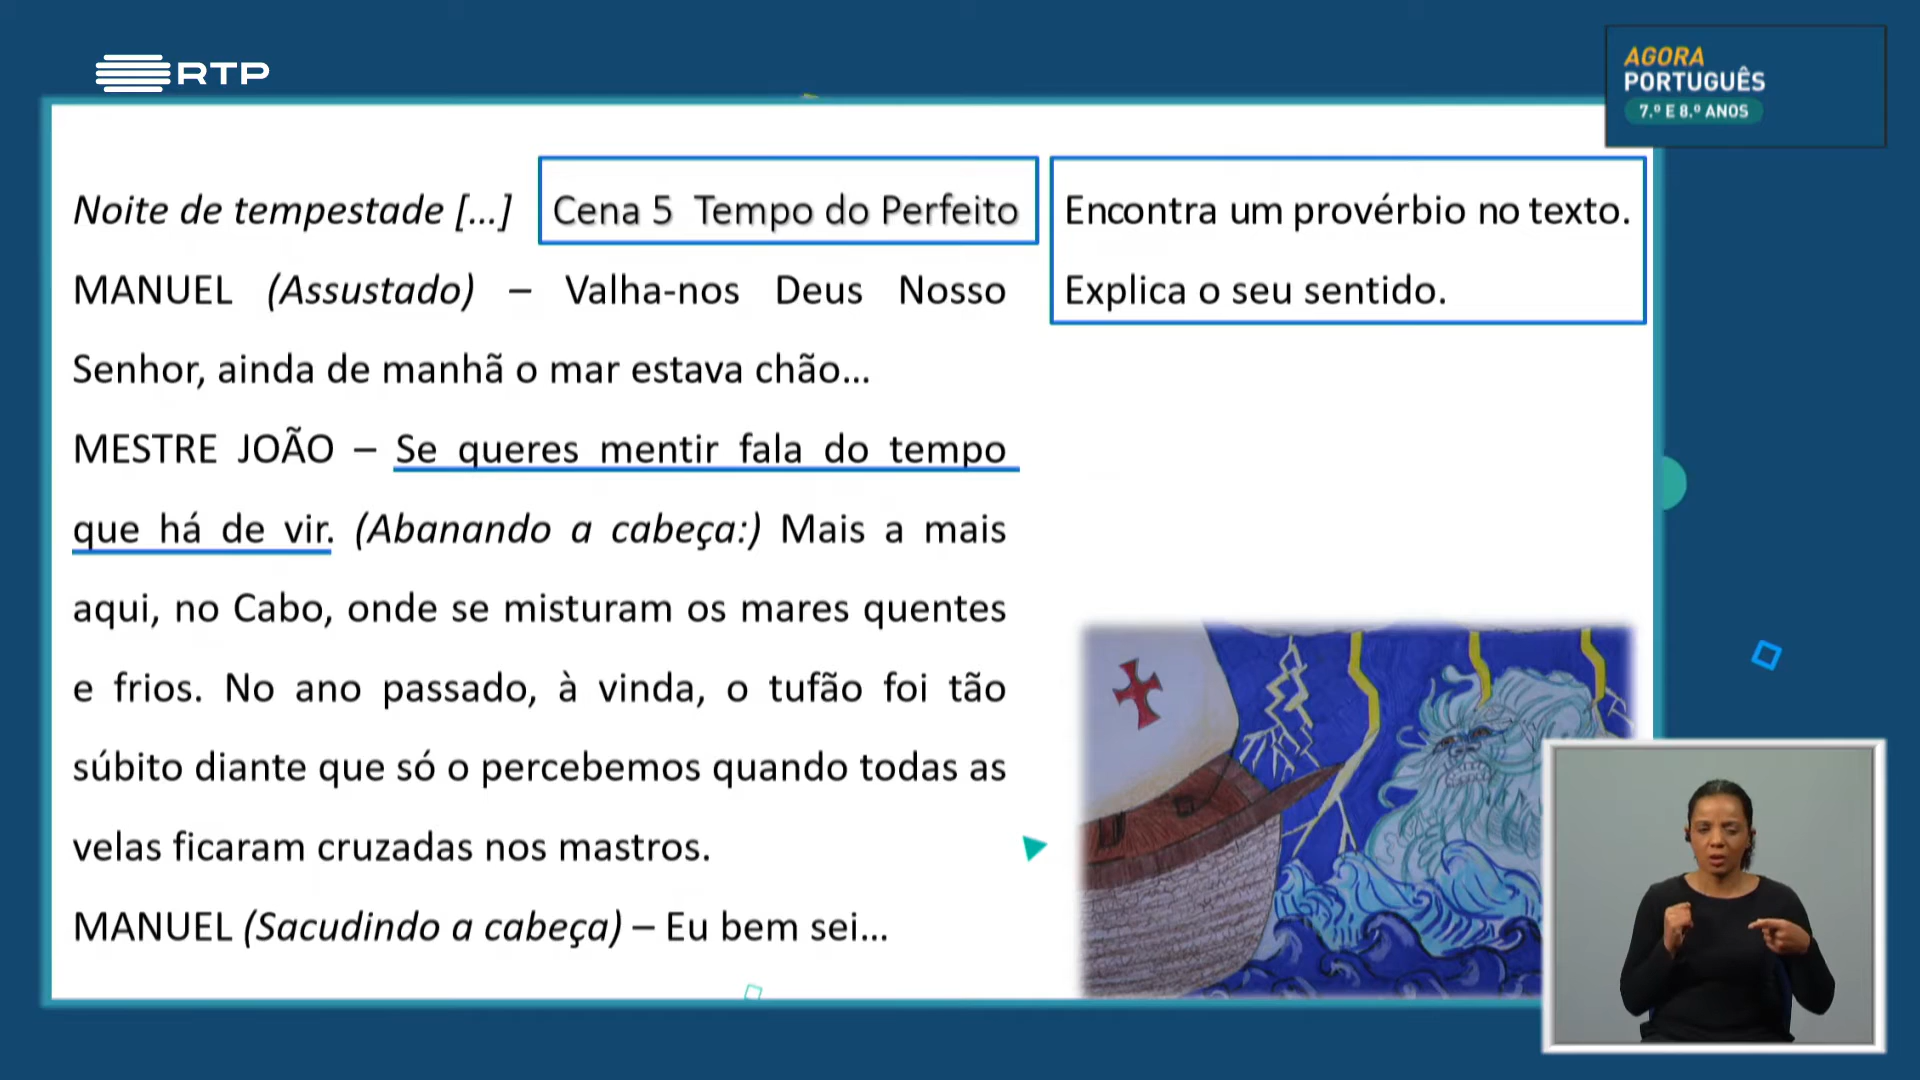 RTP
AGORA
PORTUGUÊS
7.º E 8.º ANOS
Noite de tempestade [...]
Cena 5 Tempo do Perfeito
MANUEL (Assustado) – Valha-nos Deus Nosso
Senhor, ainda de manhã o mar estava chão...
MESTRE JOÃO – Se queres mentir fala do tempo
que há de vir. (Abanando a cabeça:) Mais a mais
aqui, no Cabo, onde se misturam os mares quentes
e frios. No ano passado, à vinda, o tufão foi tão
súbito diante que só o percebemos quando todas as
velas ficaram cruzadas nos mastros.
MANUEL (Sacudindo a cabeça) – Eu bem sei...
Encontra um provérbio no texto.
Explica o seu sentido.